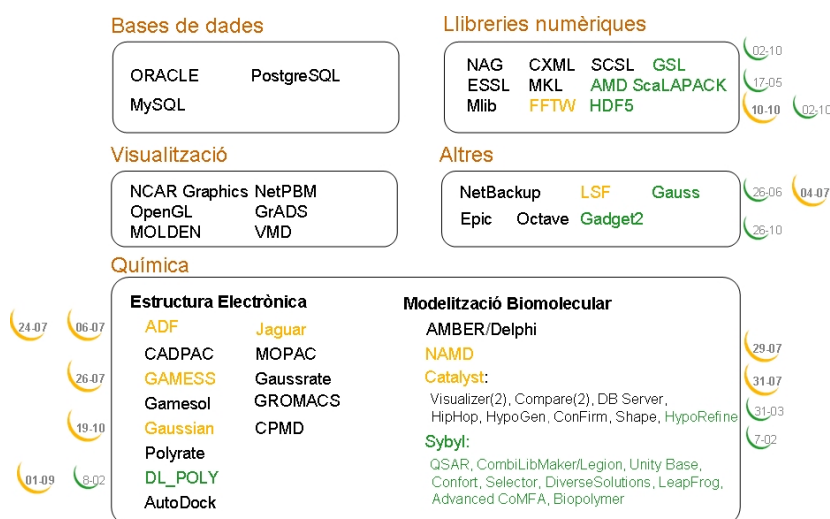 Bases de dades
ORACLE PostgreSQL
MySQL
Llibreries numèriques
NAG CXML SCSL GSL 02-10
ESSL MKL AMD ScaLAPACK 17-05
Mlib FFTW HDF5 10-10 02-10
Visualització
NCAR Graphics NetPBM
OpenGL GrADS
MOLDEN VMD
Altres
NetBackup LSF Gauss 26-06 04-07
Epic Octave Gadget2 26-10
Química
Estructura Electrònica
24-07 06-07 ADF Jaguar
CADPAC MOPAC
26-07 GAMESS Gaussrate
Gamesol GROMACS
19-10 Gaussian CPMD
Polyrate
01-09 8-02 DL_POLY
AutoDock
Modelització Biomolecular
AMBER/Delphi
NAMD 29-07
Catalyst: 31-07
Visualizer(2), Compare(2), DB Server,
HipHop, HypoGen, ConFirm, Shape, HypoRefine 31-03
Sybyl: 7-02
QSAR, CombiLibMaker/Legion, Unity Base,
Confort, Selector, DiverseSolutions, LeapFrog,
Advanced CoMFA, Biopolymer